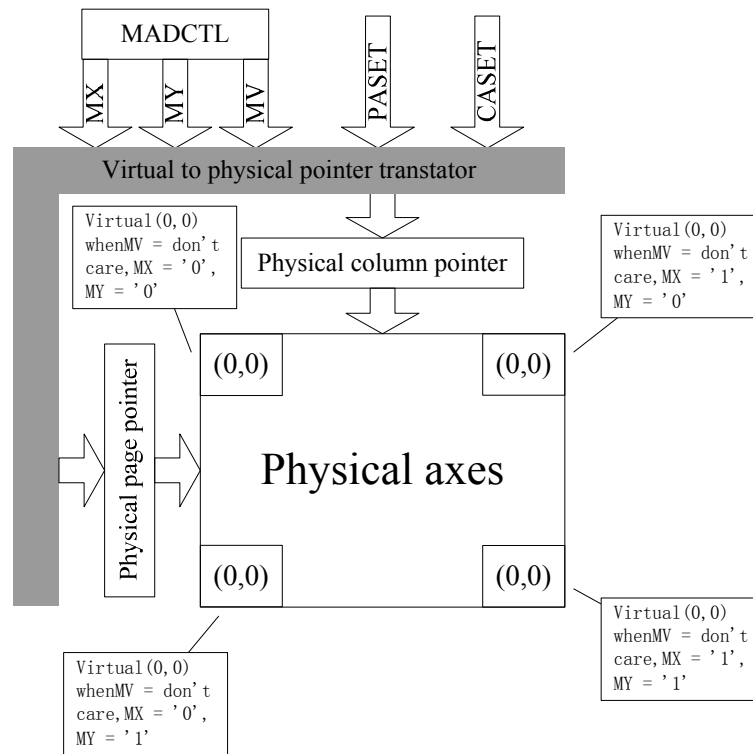 MADCTL
MX
MY
MV
PASET
CASET
Virtual to physical pointer transtator
Virtual(0,0)
whenMV = don't
care,MX = '0',
MY = '0'
Physical column pointer
Virtual(0,0)
whenMV = don't
care,MX = '1',
MY = '0'
(0,0)
(0,0)
Physical page pointer
Physical axes
(0,0)
(0,0)
Virtual(0,0)
whenMV = don't
care,MX = '0',
MY = '1'
Virtual(0,0)
whenMV = don't
care,MX = '1',
MY = '1'